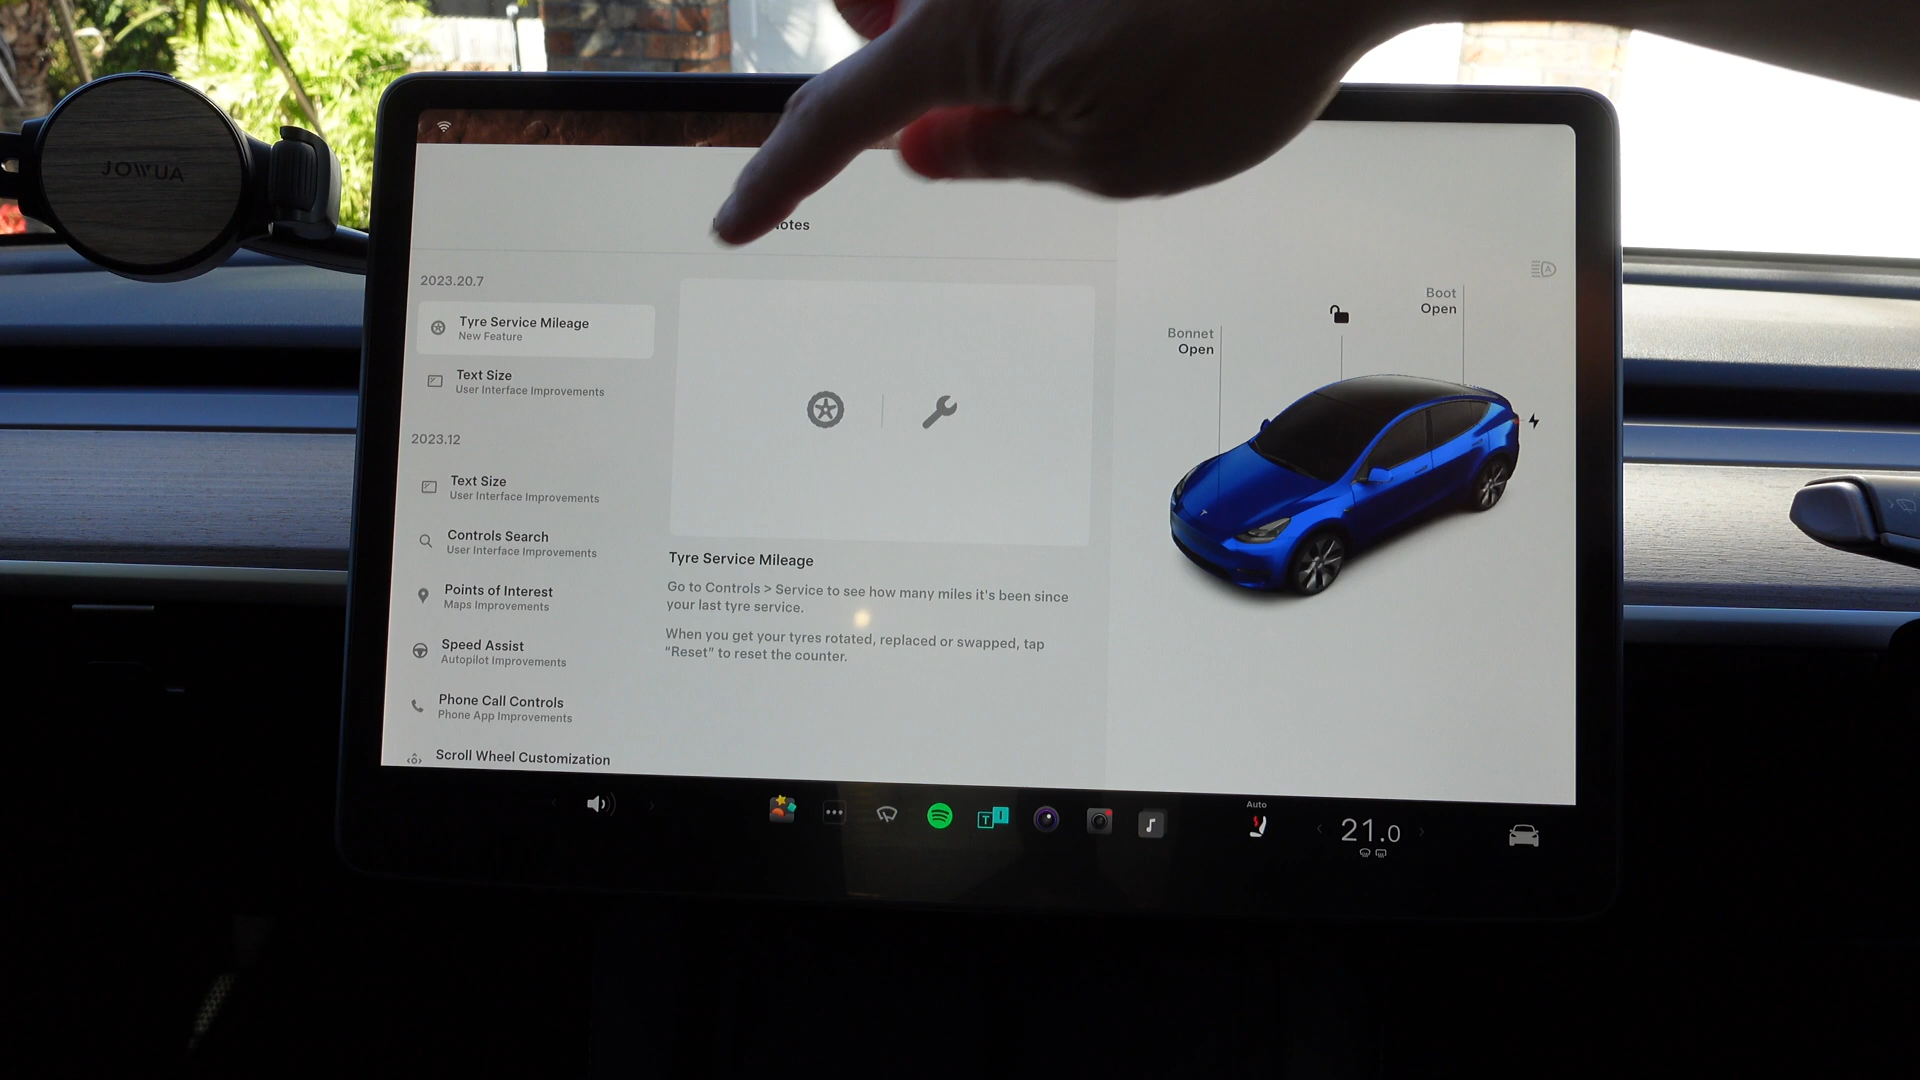 JOWUA
otes
2023.20.7
Tyre Service Mileage
New Feature
Text Size
User Interface Improvements
2023.12
Text Size
User Interface Improvements
Controls Search
User Interface Improvements
Points of Interest
Maps Improvements
Speed Assist
Autopilot Improvements
Phone Call Controls
Phone App Improvements
Scroll Wheel Customization
Tyre Service Mileage
Go to Controls > Service to see how many miles it's been since
your last tyre service.
When you get your tyres rotated, replaced or swapped, tap
“Reset” to reset the counter.
Bonnet
Open
Boot
Open
A
T
I
Auto
21.0